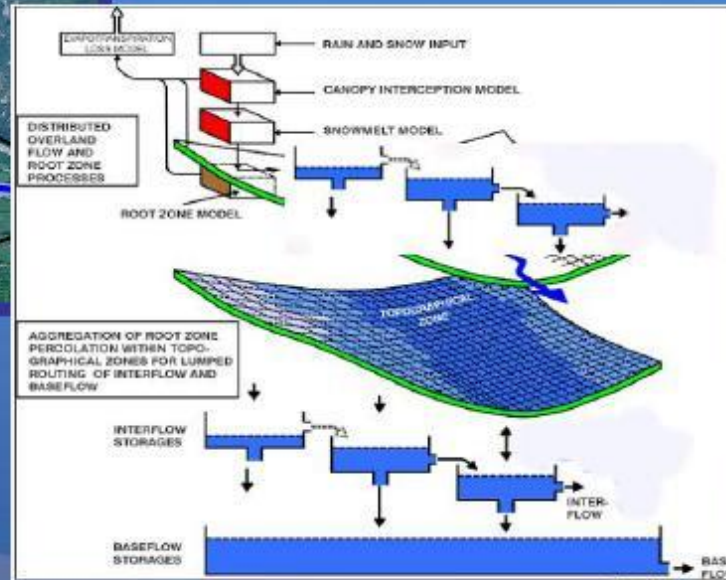 EVAPOTRANSPIRATION
LOSS MODEL
RAIN AND SNOW INPUT
CANOPY INTERCEPTION MODEL
SNOWMELT MODEL
DISTRIBUTED
OVERLAND
FLOW AND
ROOT ZONE
PROCESSES
ROOT ZONE MODEL
TOPOGRAPHICAL
ZONE
AGGREGATION OF ROOT ZONE
PERCOLATION WITHIN TOPO-
GRAPHICAL ZONES FOR LUMPED
ROUTING OF INTERFLOW AND
BASEFLOW
INTERFLOW
STORAGES
INTER-
FLOW
BASEFLOW
STORAGES
BAS
FLO